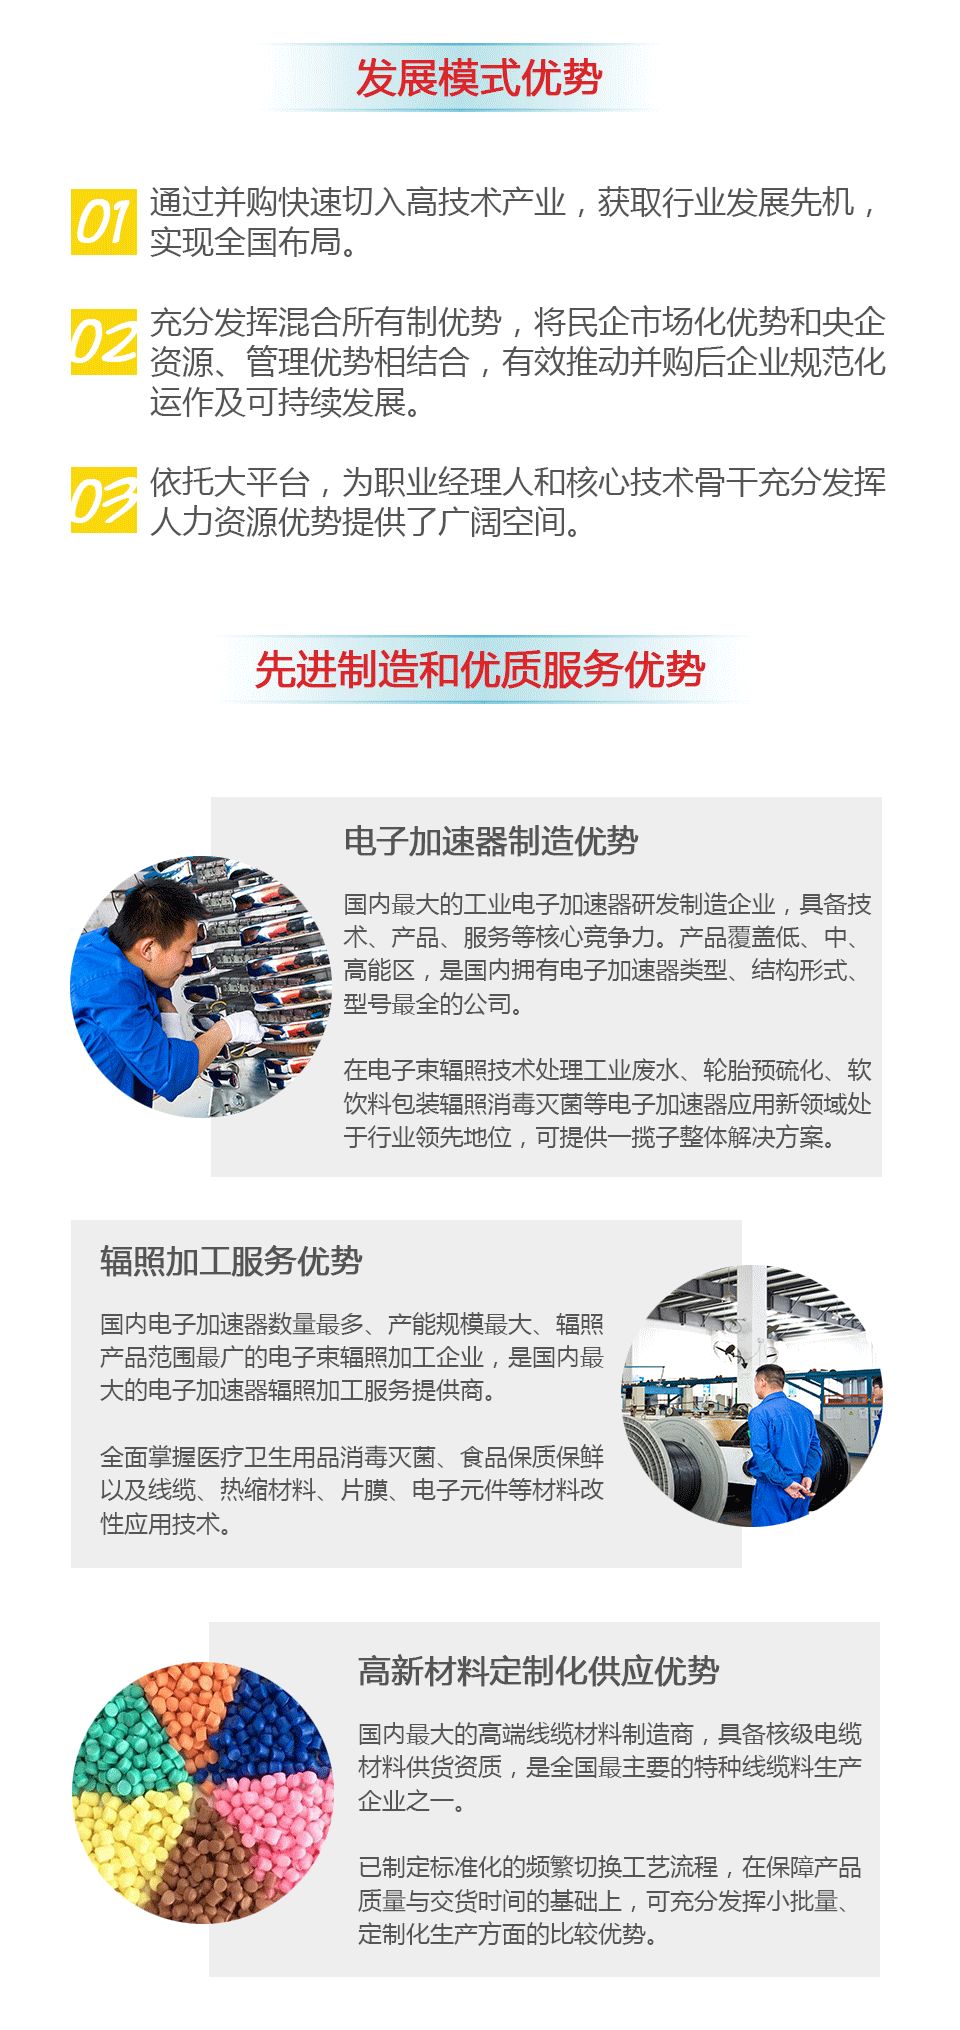 发展模式优势
01
通过并购快速切入高技术产业，获取行业发展先机，
实现全国布局。
02
充分发挥混合所有制优势，将民企市场化优势和央企
资源、管理优势相结合，有效推动并购后企业规范化
运作及可持续发展。
03
依托大平台，为职业经理人和核心技术骨干充分发挥
人力资源优势提供了广阔空间。
先进制造和优质服务优势
电子加速器制造优势
国内最大的工业电子加速器研发制造企业，具备技
术、产品、服务等核心竞争力。产品覆盖低、中、
高能区，是国内拥有电子加速器类型、结构形式、
型号最全的公司。
在电子束辐照技术处理工业废水、轮胎预硫化、软
饮料包装辐照消毒灭菌等电子加速器应用新领域处
于行业领先地位，可提供一揽子整体解决方案。
辐照加工服务优势
国内电子加速器数量最多、产能规模最大、辐照
产品范围最广的电子束辐照加工企业，是国内最
大的电子加速器辐照加工服务提供商。
全面掌握医疗卫生用品消毒灭菌、食品保质保鲜
以及线缆、热缩材料、片膜、电子元件等材料改
性应用技术。
高新材料定制化供应优势
国内最大的高端线缆材料制造商，具备核级电缆
材料供货资质，是全国最主要的特种线缆料生产
企业之一。
已制定标准化的频繁切换工艺流程，在保障产品
质量与交货时间的基础上，可充分发挥小批量、
定制化生产方面的比较优势。